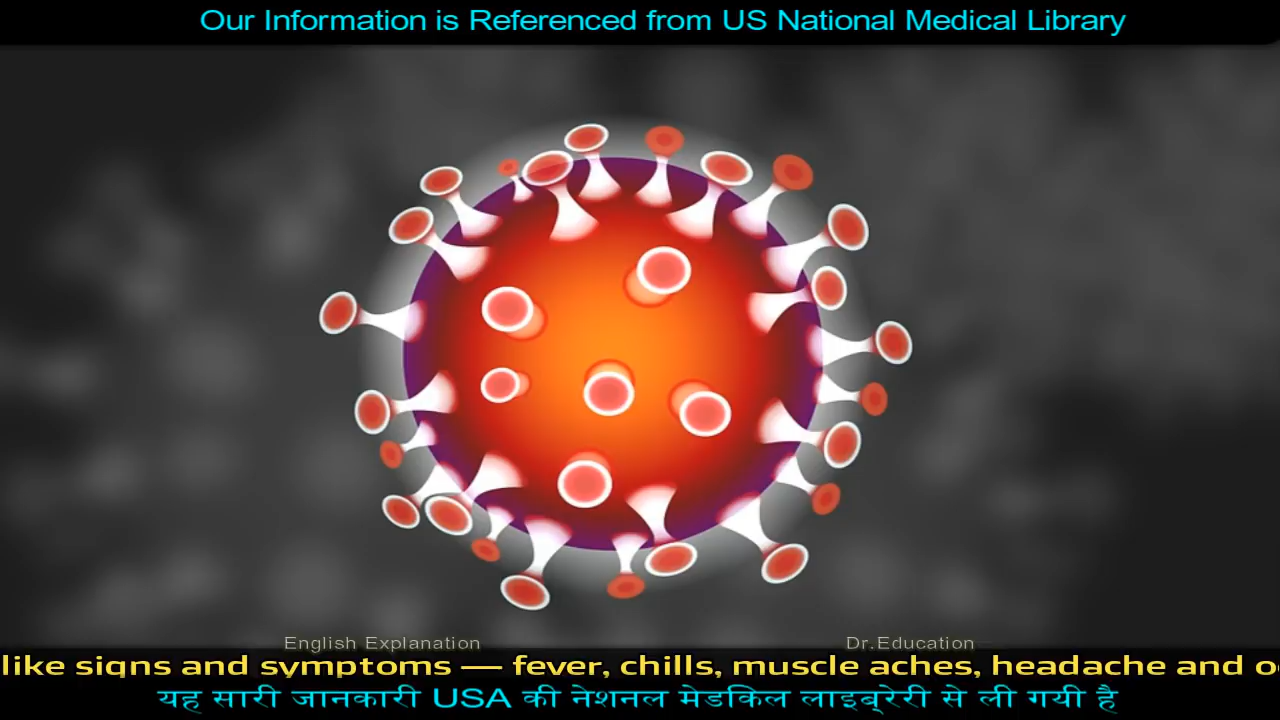 Our Information is Referenced from US National Medical Library
English Explanation
Dr.Education
like signs and symptoms — fever, chills, muscle aches, headache and
यह सारी जानकारी USA की नेशनल मेडकिल लाइब्रेरी से ली गयी है